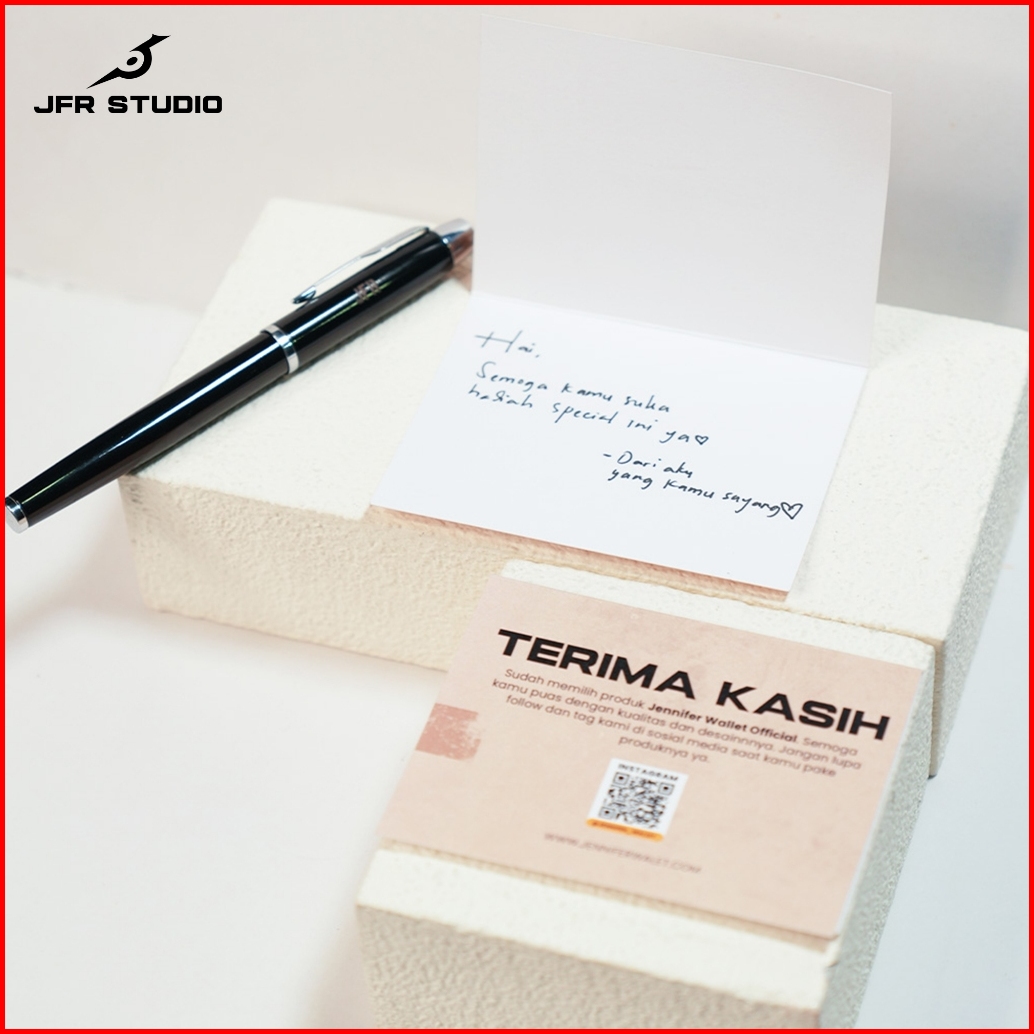 JFR STUDIO
JFR
Hai,
Semoga kamu suka
hadiah special ini ya♡
- Dari aku
yang kamu sayang♡
TERIMA KASIH
Sudah memilih produk Jennifer Wallet Official. Semoga
kamu puas dengan kualitas dan desainnnya. Jangan lupa
follow dan tag kami di sosial media saat kamu pake
produknya ya.
INSTAGRAM